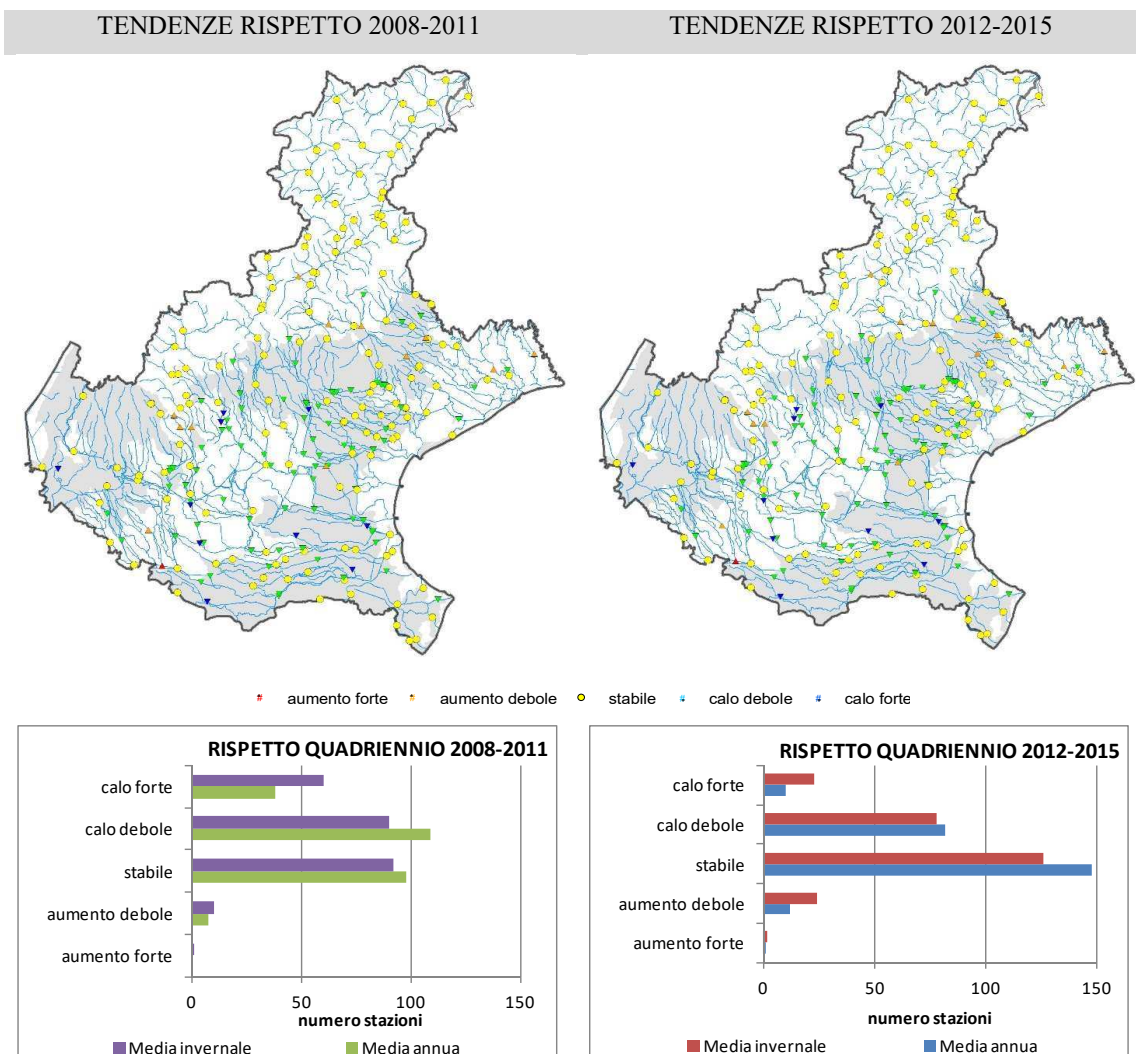 TENDENZE RISPETTO 2008-2011
TENDENZE RISPETTO 2012-2015
aumento forte aumento debole stabile calo debole calo forte
RISPETTO QUADRIENNIO 2008-2011
calo forte
calo debole
stabile
aumento debole
aumento forte
0 50 100 150
numero stazioni
Media invernale Media annua
RISPETTO QUADRIENNIO 2012-2015
calo forte
calo debole
stabile
aumento debole
aumento forte
0 50 100 150
numero stazioni
Media invernale Media annua